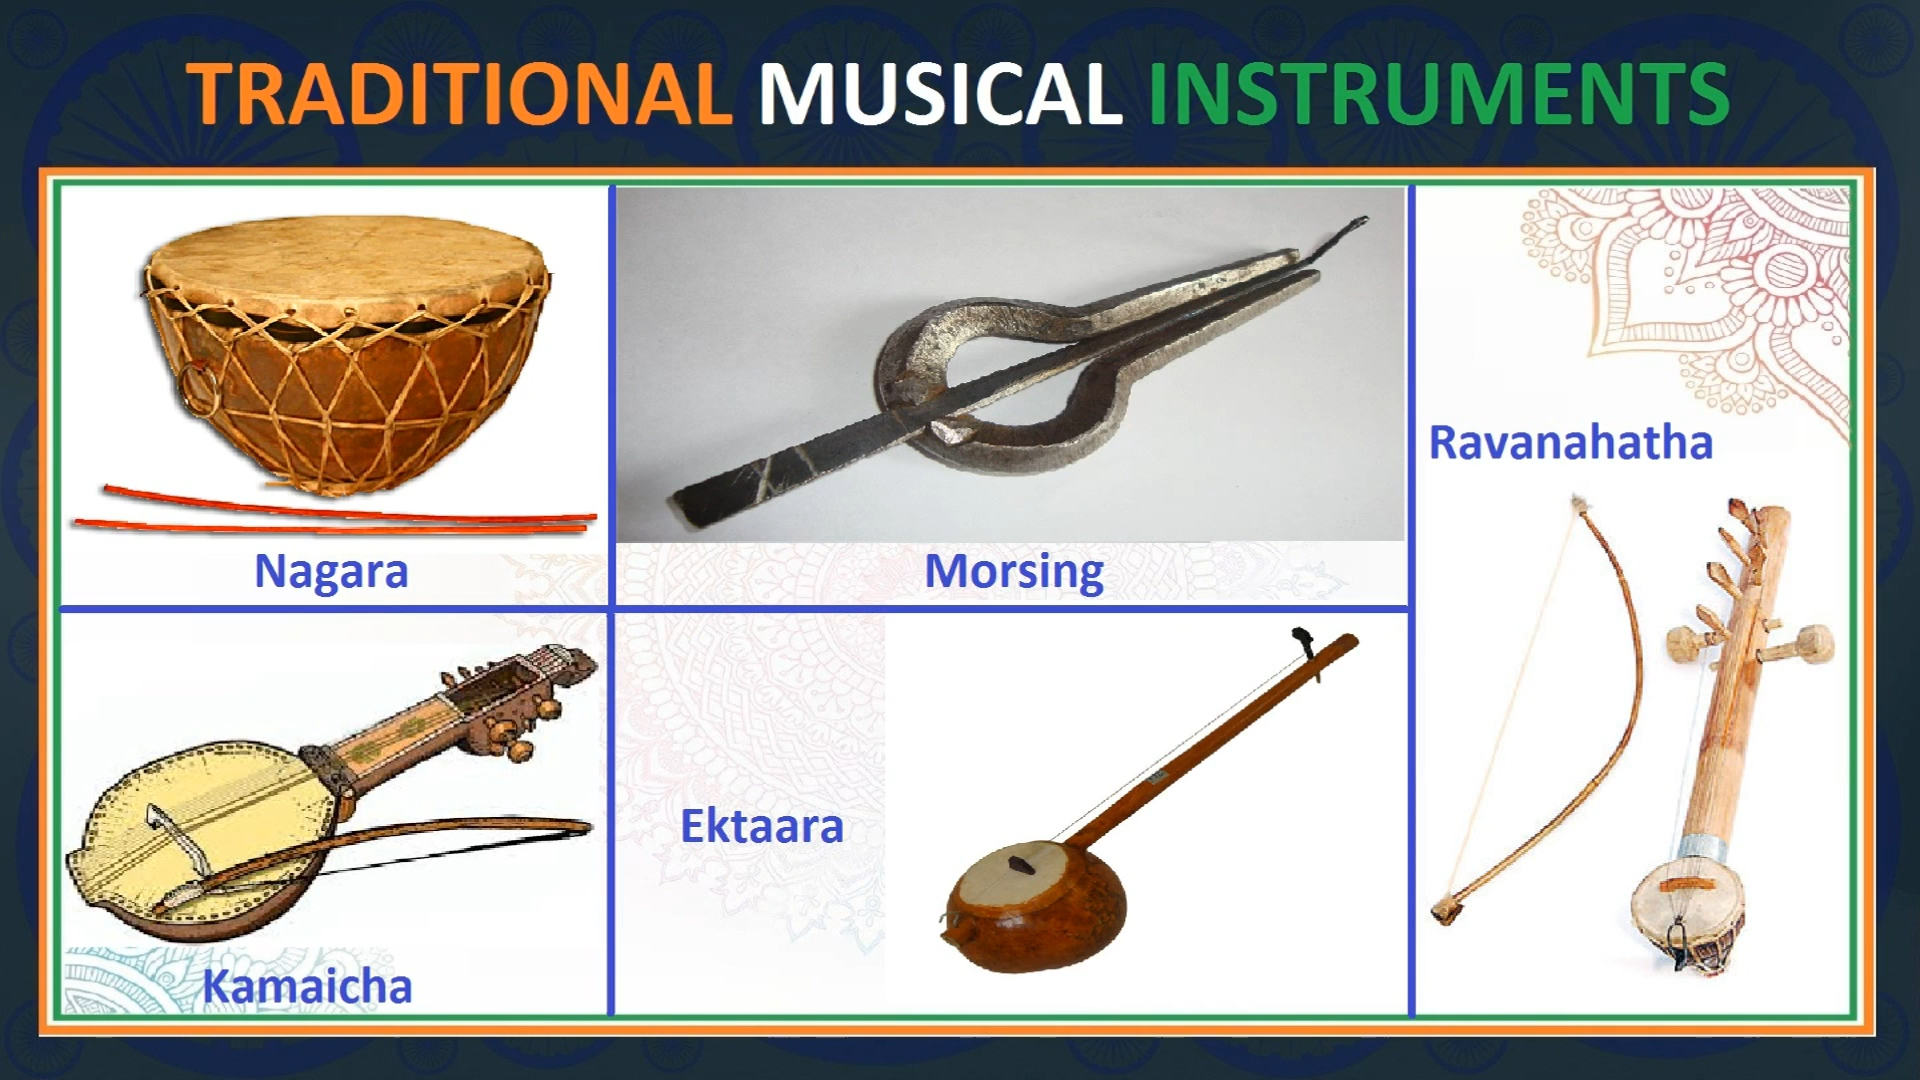 TRADITIONAL MUSICAL INSTRUMENTS
Nagara
Morsing
Ravanahatha
Kamaicha
Ektaara